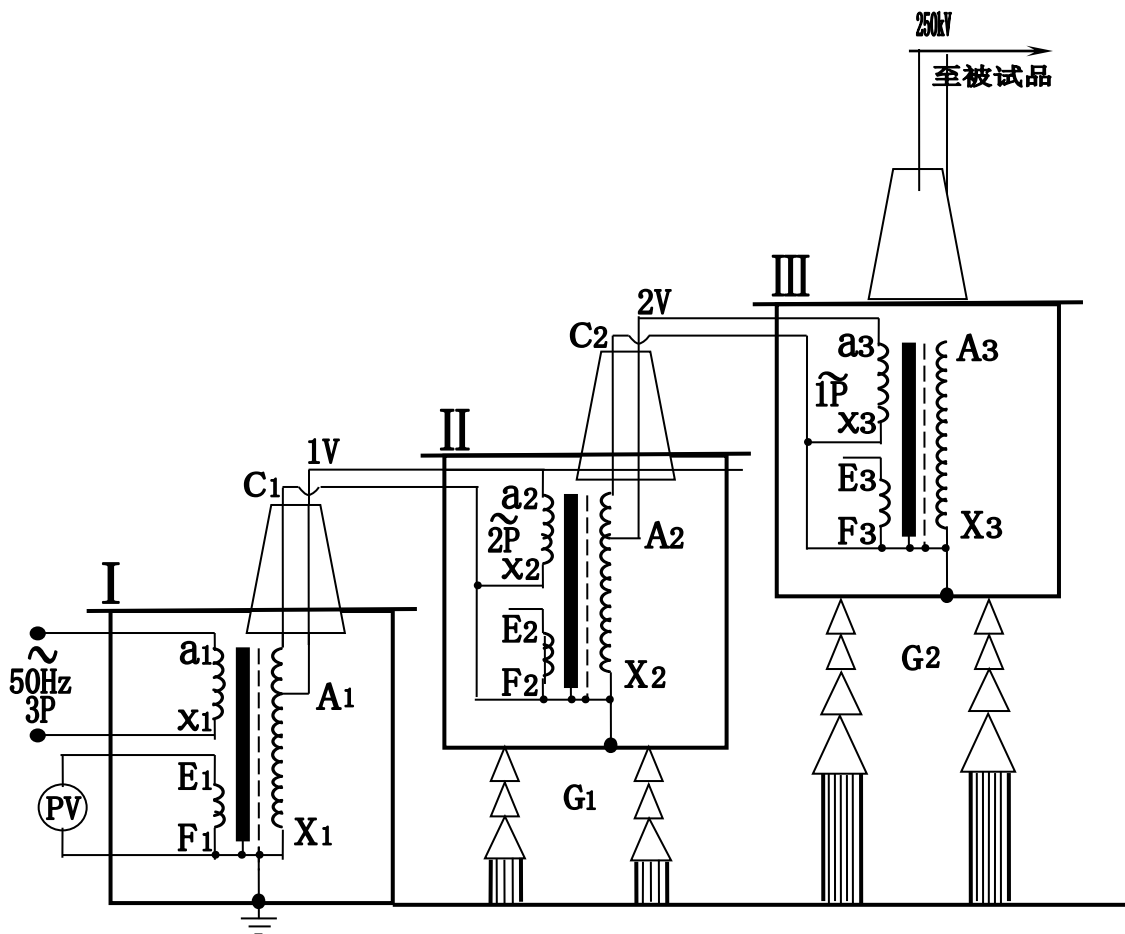 250kV
至被试品
III
2V
C2
a3
A3
~
1P
x3
E3
F3
X3
G2
II
1V
C1
a2
~
2P
x2
A2
E2
F2
X2
G1
I
~
50Hz
3P
a1
x1
A1
E1
PV
F1
X1